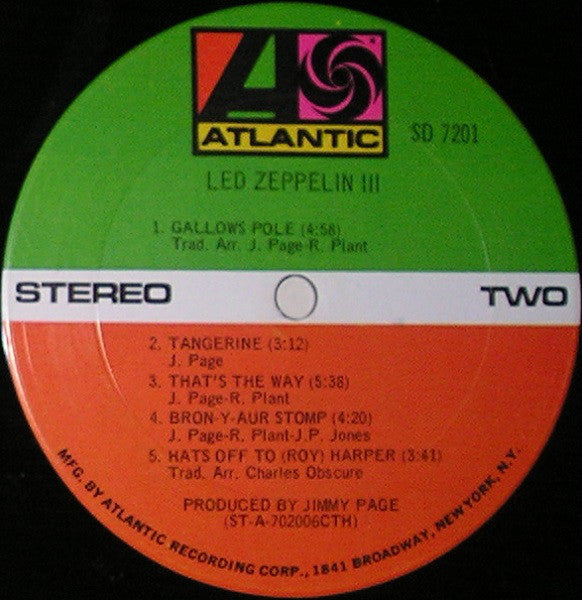 ATLANTIC
SD 7201
LED ZEPPELIN III
1. GALLOWS POLE (4:58)
Trad. Arr. J. Page-R. Plant
STEREO
TWO
2. TANGERINE (3:12)
J. Page
3. THAT'S THE WAY (5:38)
J. Page-R. Plant
4. BRON-Y-AUR STOMP (4:20)
J. Page-R. Plant-J.P. Jones
5. HATS OFF TO (ROY) HARPER (3:41)
Trad. Arr. Charles Obscure
PRODUCED BY JIMMY PAGE
(ST-A-702006CTH)
MFG. BY ATLANTIC RECORDING CORP., 1841 BROADWAY, NEW YORK, N.Y.